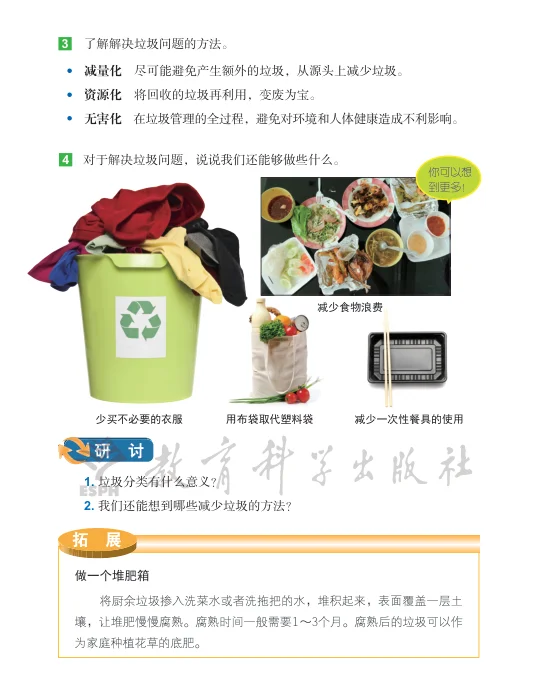 3 了解解决垃圾问题的方法。
• 减量化 尽可能避免产生额外的垃圾，从源头上减少垃圾。
• 资源化 将回收的垃圾再利用，变废为宝。
• 无害化 在垃圾管理的全过程，避免对环境和人体健康造成不利影响。
4 对于解决垃圾问题，说说我们还能够做些什么。
你可以想
到更多！
减少食物浪费
少买不必要的衣服
用布袋取代塑料袋
减少一次性餐具的使用
研 讨
ESPH 教育科学出版社
1. 垃圾分类有什么意义？
2. 我们还能想到哪些减少垃圾的方法？
拓 展
做一个堆肥箱
将厨余垃圾掺入洗菜水或者洗拖把的水，堆积起来，表面覆盖一层土
壤，让堆肥慢慢腐熟。腐熟时间一般需要1～3个月。腐熟后的垃圾可以作
为家庭种植花草的底肥。